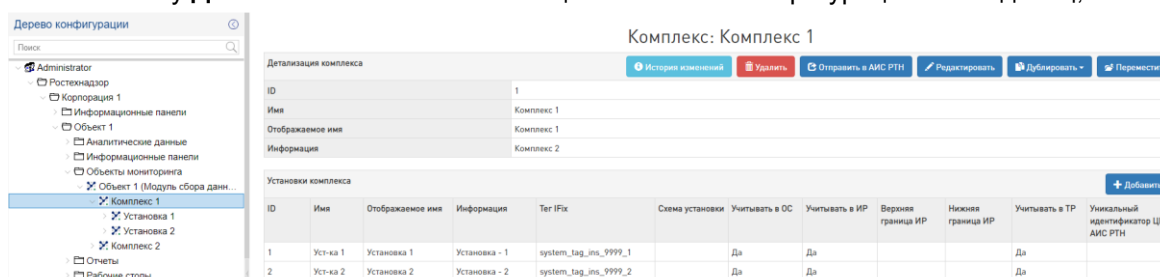 Дерево конфигурации
Поиск
Administrator
Ростехнадзор
Корпорация 1
Информационные панели
Объект 1
Аналитические данные
Информационные панели
Объекты мониторинга
Объект 1 (Модуль сбора данн...
Комплекс 1
Установка 1
Установка 2
Комплекс 2
Отчеты
Рабочие столы
Комплекс: Комплекс 1
Детализация комплекса
История изменений Удалить Отправить в АИС РТН Редактировать Дублировать Перемести
ID 1
Имя Комплекс 1
Отображаемое имя Комплекс 1
Информация Комплекс 2
Установки комплекса
Добавить
ID Имя Отображаемое имя Информация Тег IFix Схема установки Учитывать в ОС Учитывать в ИР Верхняя граница ИР Нижняя граница ИР Учитывать в ТР Уникальный идентификатор АИС РТН
1 Уст-ка 1 Установка 1 Установка - 1 system_tag_ins_9999_1 Да Да Да
2 Уст-ка 2 Установка 2 Установка - 2 system_tag_ins_9999_2 Да Да Да